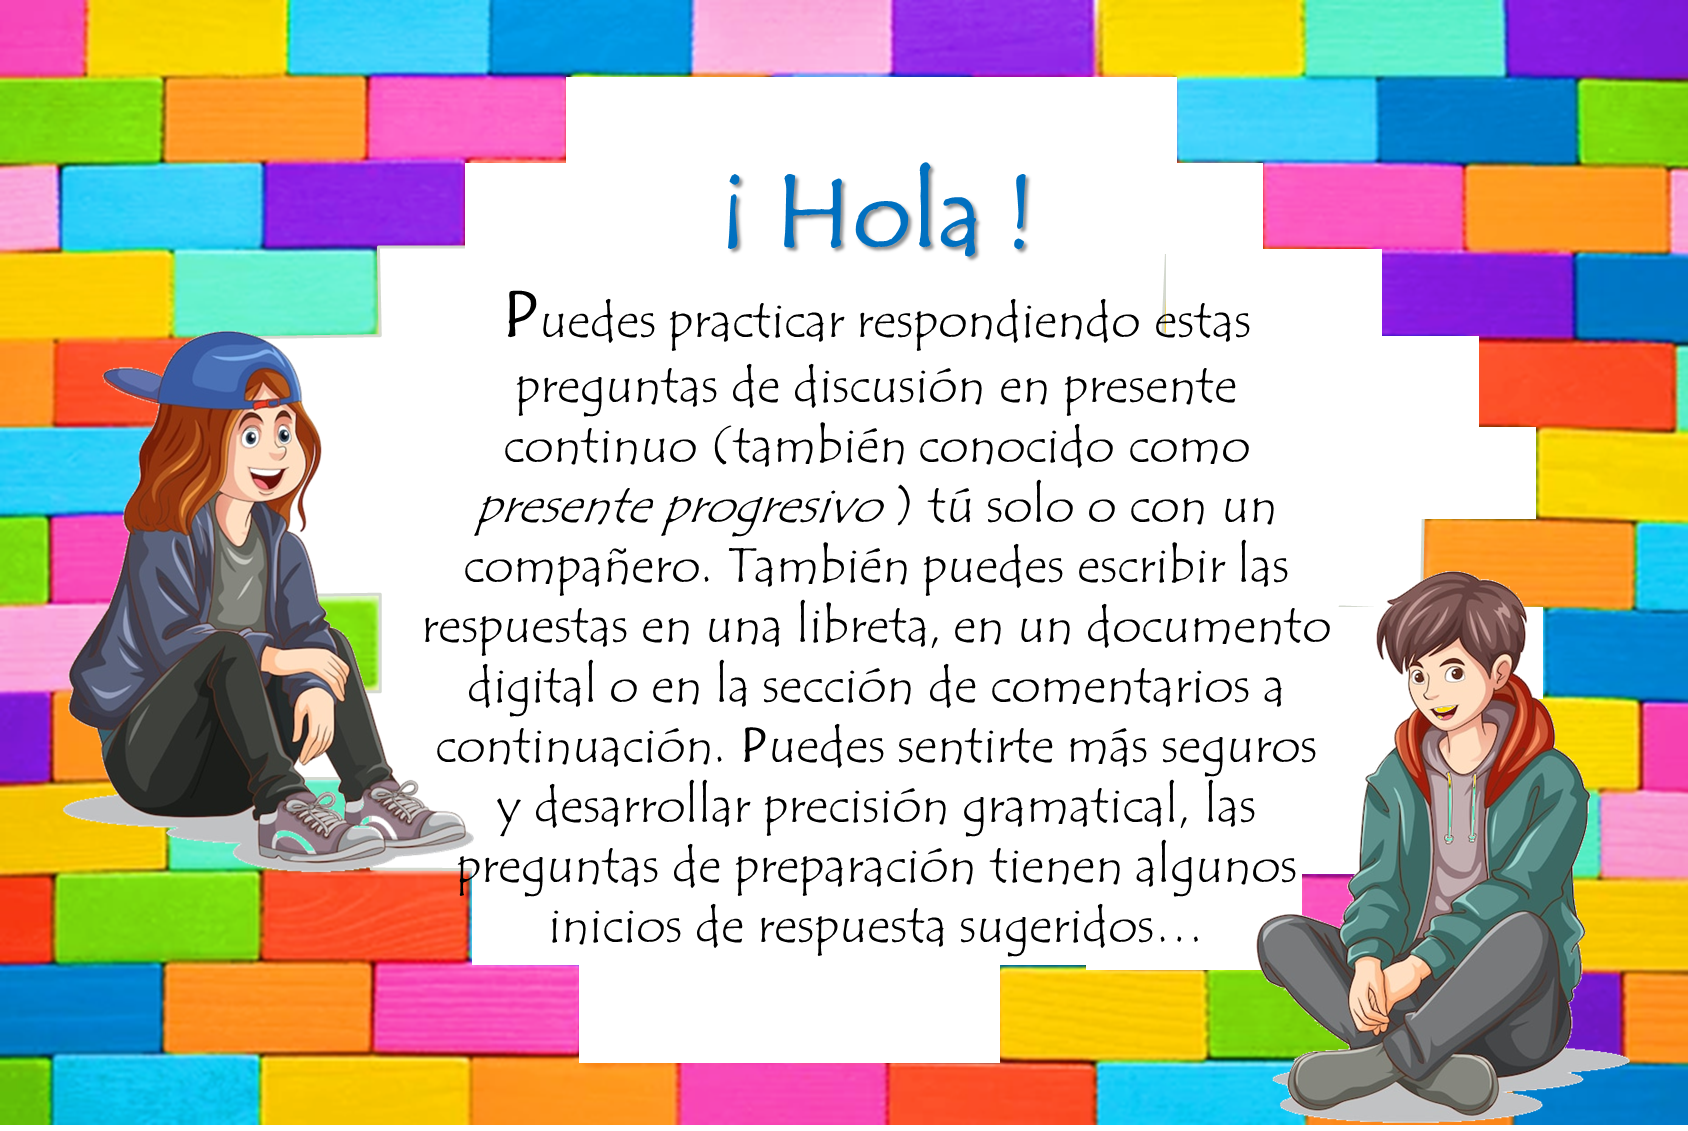 ¡ Hola !
Puedes practicar respondiendo estas
preguntas de discusión en presente
continuo (también conocido como
presente progresivo ) tú solo o con un
compañero. También puedes escribir las
respuestas en una libreta, en un documento
digital o en la sección de comentarios a
continuación. Puedes sentirte más seguros
y desarrollar precisión gramatical, las
preguntas de preparación tienen algunos
inicios de respuesta sugeridos…